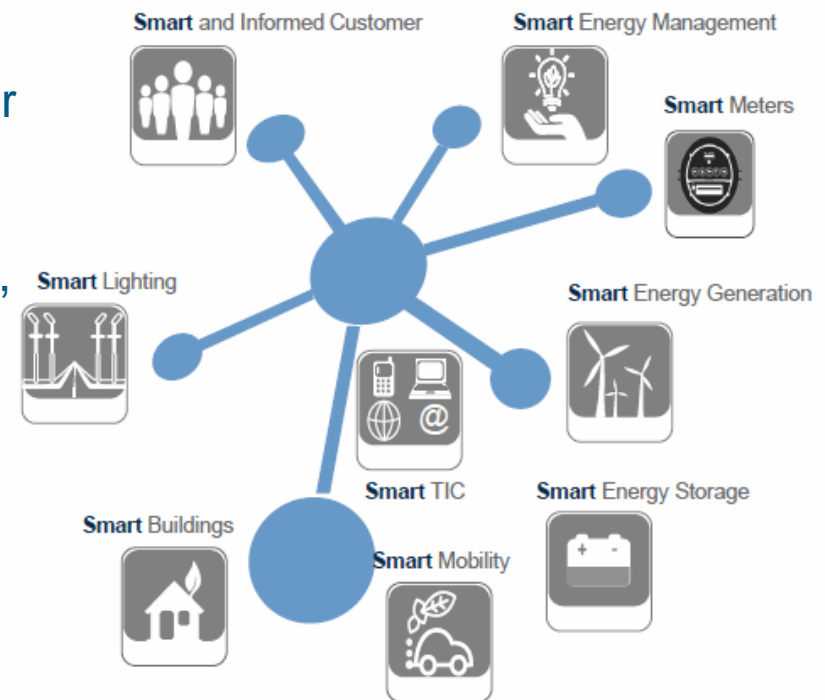 Smart and Informed Customer
Smart Energy Management
r
Smart Meters
,
Smart Lighting
Smart Energy Generation
@
Smart TIC
Smart Energy Storage
Smart Buildings
Smart Mobility
+ -